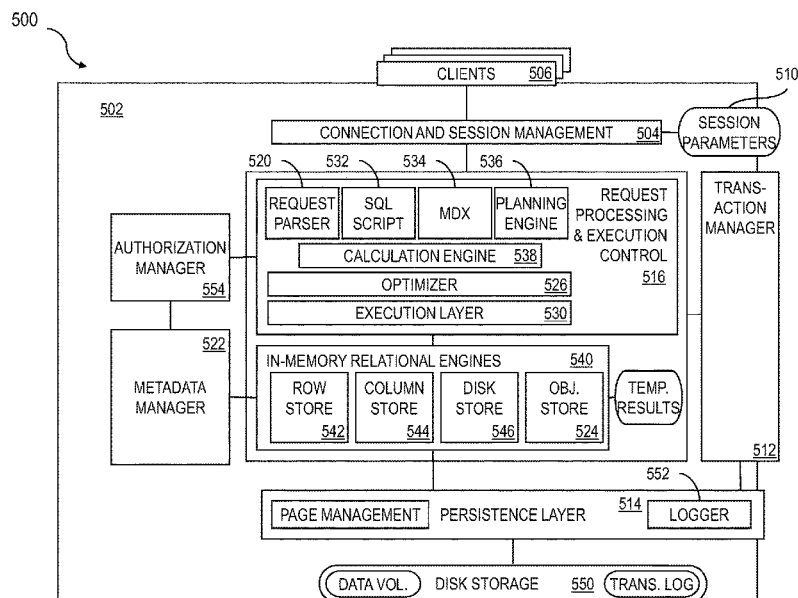 500
CLIENTS 506
510
502
CONNECTION AND SESSION MANAGEMENT 504
SESSION
PARAMETERS
520 532 534 536
REQUEST
PARSER
SQL
SCRIPT
MDX
PLANNING
ENGINE
REQUEST
PROCESSING
& EXECUTION
CONTROL
516
TRANS-
ACTION
MANAGER
512
AUTHORIZATION
MANAGER
554
CALCULATION ENGINE 538
OPTIMIZER 526
EXECUTION LAYER 530
522
METADATA
MANAGER
IN-MEMORY RELATIONAL ENGINES 540
ROW
STORE
542
COLUMN
STORE
544
DISK
STORE
546
OBJ.
STORE
524
TEMP.
RESULTS
552
PAGE MANAGEMENT PERSISTENCE LAYER 514 LOGGER
DATA VOL. DISK STORAGE 550 TRANS. LOG